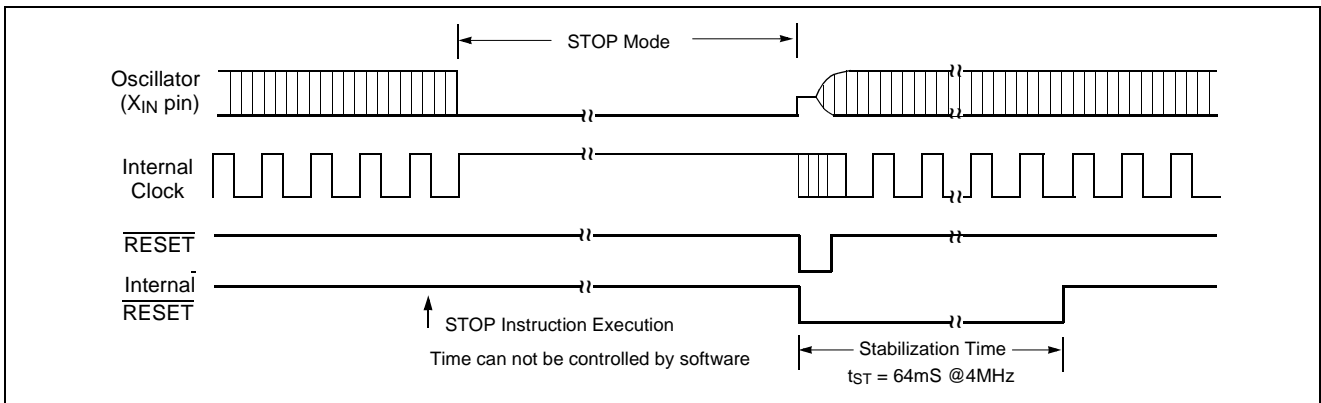 STOP Mode
Oscillator
(XIN pin)
Internal
Clock
RESET
Internal
RESET
STOP Instruction Execution
Time can not be controlled by software
Stabilization Time
tST = 64mS @4MHz